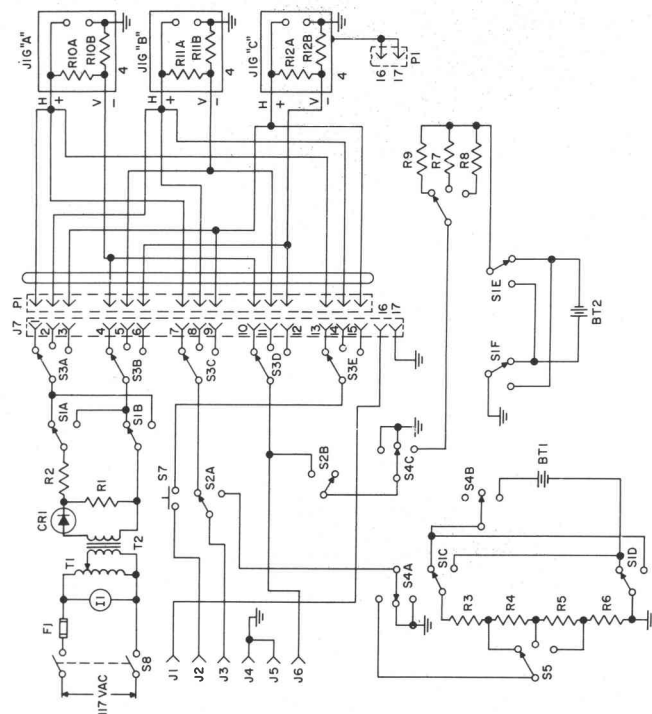 JIG "A"
R10A
R10B
4
H
+
V
-
JIG "B"
R11A
R11B
4
H
+
V
-
JIG "C"
R12A
R12B
4
H
+
V
-
16
17
P1
R9
R7
R8
P1
J7
1
2
3
4
5
6
7
8
9
10
11
12
13
14
15
16
17
S3A
S3B
S3C
S3D
S3E
S1A
S1B
S7
S2A
S2B
S4C
S1E
S1F
BT2
R2
R1
CR1
T1
T2
I1
F1
S8
117 VAC
J1
J2
J3
J4
J5
J6
S4A
S4B
BT1
S1C
S1D
R3
R4
R5
R6
S5